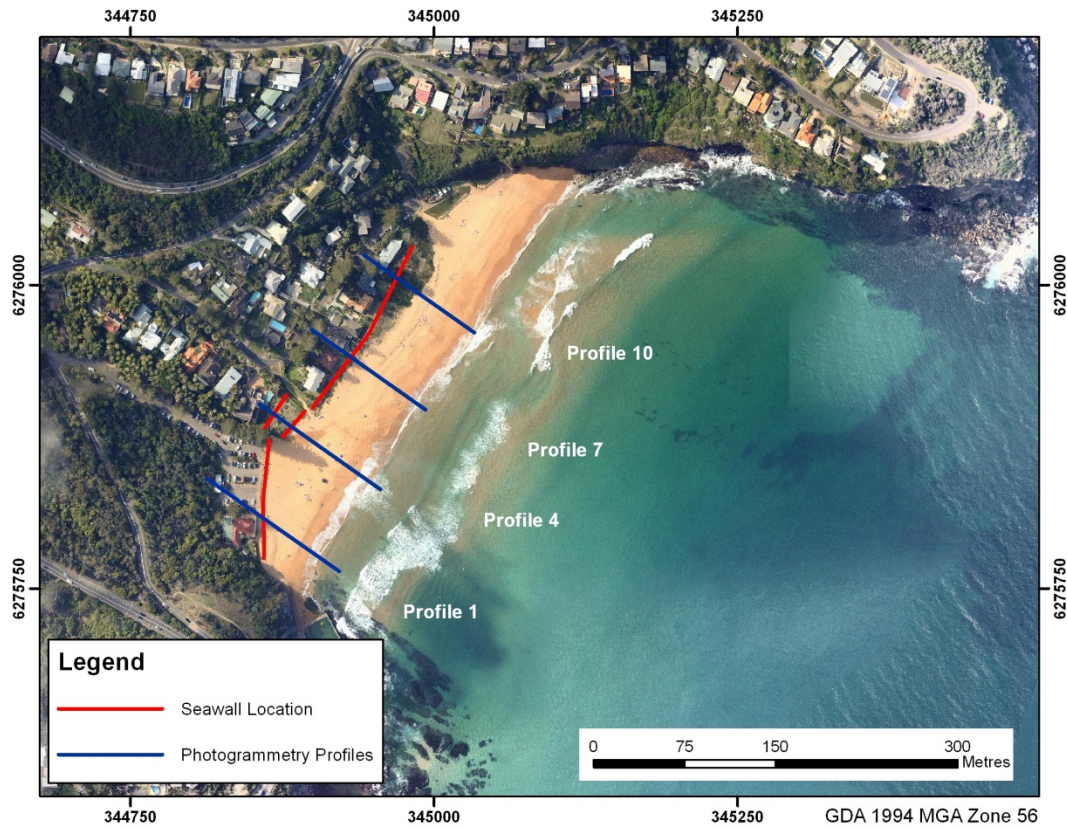 344750 345000 345250
6276000 6276000
Profile 10
Profile 7
Profile 4
Profile 1
6275750 6275750
Legend
Seawall Location
Photogrammetry Profiles
0 75 150 300
Metres
344750 345000 345250
GDA 1994 MGA Zone 56